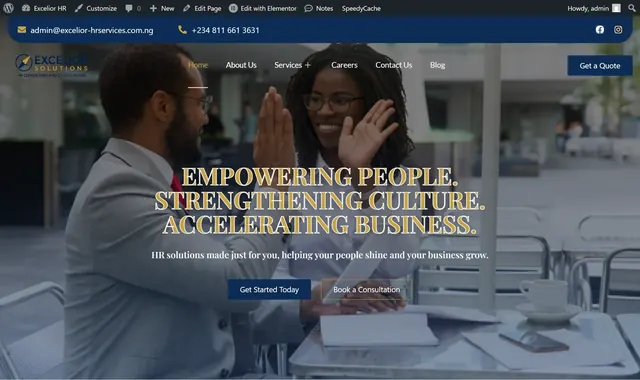 Excelior HR Customize 0 New Edit Page Edit with Elementor Notes SpeedyCache Howdy, admin
admin@excelior-hrservices.com.ng +234 811 661 3631
EXCELIOR
SOLUTIONS
Home About Us Services + Careers Contact Us Blog Get a Quote
EMPOWERING PEOPLE.
STRENGTHENING CULTURE.
ACCELERATING BUSINESS.
HR solutions made just for you, helping your people shine and your business grow.
Get Started Today Book a Consultation